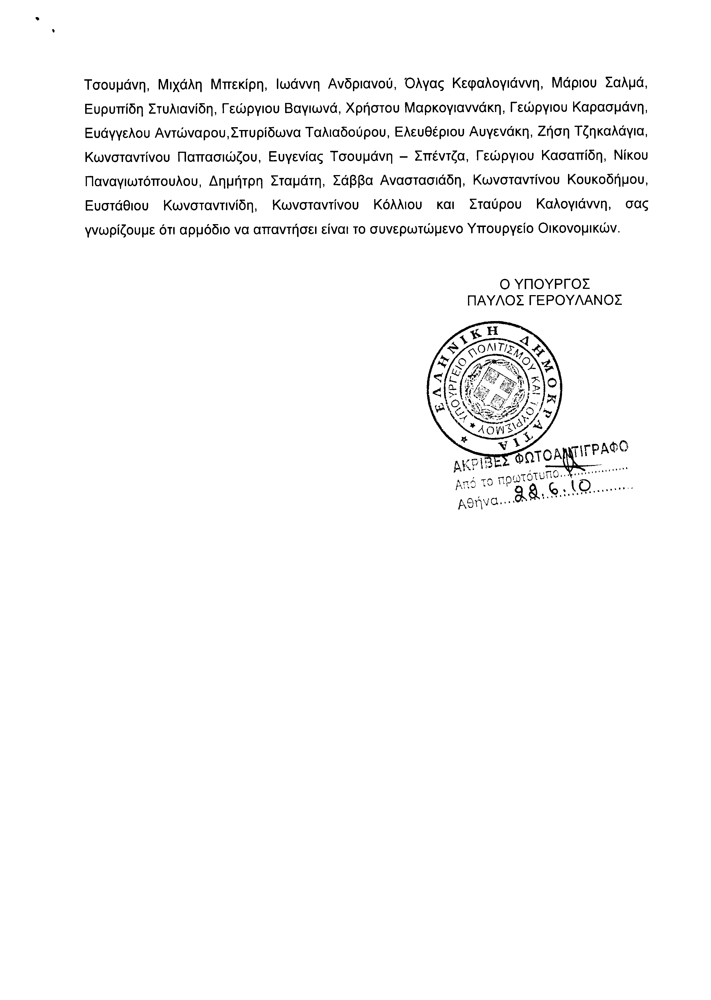 Τσουμάνη, Μιχάλη Μπεκίρη, Ιωάννη Ανδριανού, Όλγας Κεφαλογιάννη, Μάριου Σαλμά,
Ευρυπίδη Στυλιανίδη, Γεώργιου Βαγιωνά, Χρήστου Μαρκογιαννάκη, Γεώργιου Καρασμάνη,
Ευάγγελου Αντώναρου,Σπυρίδωνα Ταλιαδούρου, Ελευθέριου Αυγενάκη, Ζήση Τζηκαλάγια,
Κωνσταντίνου Παπασιώζου, Ευγενίας Τσουμάνη – Σπέντζα, Γεώργιου Κασαπίδη, Νίκου
Παναγιωτόπουλου, Δημήτρη Σταμάτη, Σάββα Αναστασιάδη, Κωνσταντίνου Κουκοδήμου,
Ευστάθιου Κωνσταντινίδη, Κωνσταντίνου Κόλλιου και Σταύρου Καλογιάννη, σας
γνωρίζουμε ότι αρμόδιο να απαντήσει είναι το συνερωτώμενο Υπουργείο Οικονομικών.
Ο ΥΠΟΥΡΓΟΣ
ΠΑΥΛΟΣ ΓΕΡΟΥΛΑΝΟΣ
ΕΛΛΗΝΙΚΗ ΔΗΜΟΚΡΑΤΙΑ
ΥΠΟΥΡΓΕΙΟ ΠΟΛΙΤΙΣΜΟΥ ΚΑΙ ΤΟΥΡΙΣΜΟΥ
ΑΚΡΙΒΕΣ ΦΩΤΟΑΝΤΙΓΡΑΦΟ
Από το πρωτότυπο....................
Αθήνα....22.6.10............